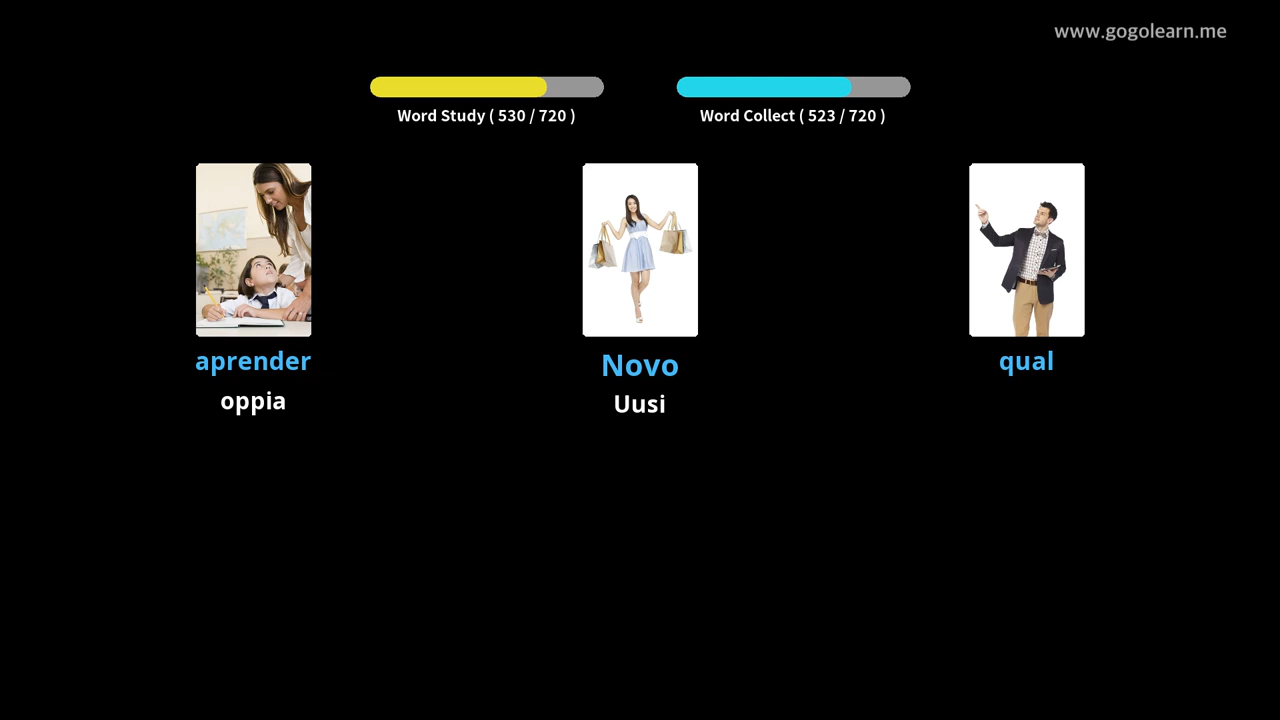 www.gogolearn.me
Word Study ( 530 / 720 )
Word Collect ( 523 / 720 )
aprender
oppia
Novo
Uusi
qual